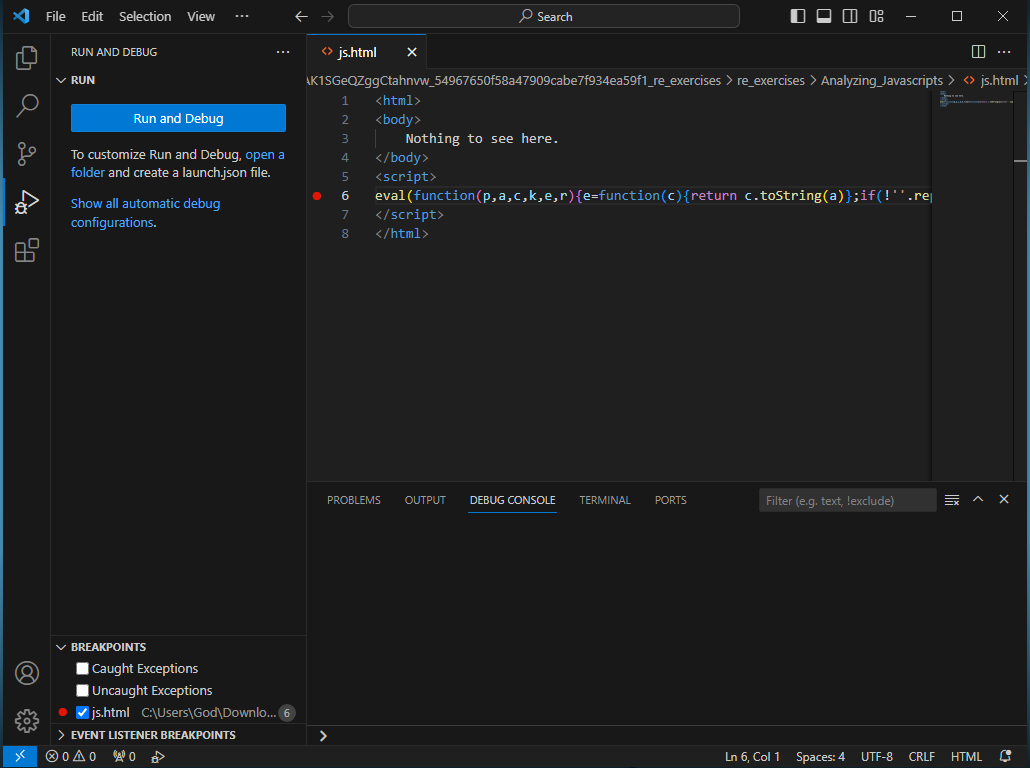 File Edit Selection View ··· Search
RUN AND DEBUG ···
RUN
Run and Debug
To customize Run and Debug, open a
folder and create a launch.json file.
Show all automatic debug
configurations.
BREAKPOINTS
Caught Exceptions
Uncaught Exceptions
js.html C:\Users\God\Downlo... 6
EVENT LISTENER BREAKPOINTS
<> js.html
AK1SGeQZggCtahnvw_54967650f58a47909cabe7f934ea59f1_re_exercises > re_exercises > Analyzing_Javascripts > <> js.html >
1 <html>
2 <body>
3 Nothing to see here.
4 </body>
5 <script>
6 eval(function(p,a,c,k,e,r){e=function(c){return c.toString(a)};if(!''.rep
7 </script>
8 </html>
PROBLEMS OUTPUT DEBUG CONSOLE TERMINAL PORTS Filter (e.g. text, !exclude)
0 0 0 Ln 6, Col 1 Spaces: 4 UTF-8 CRLF HTML